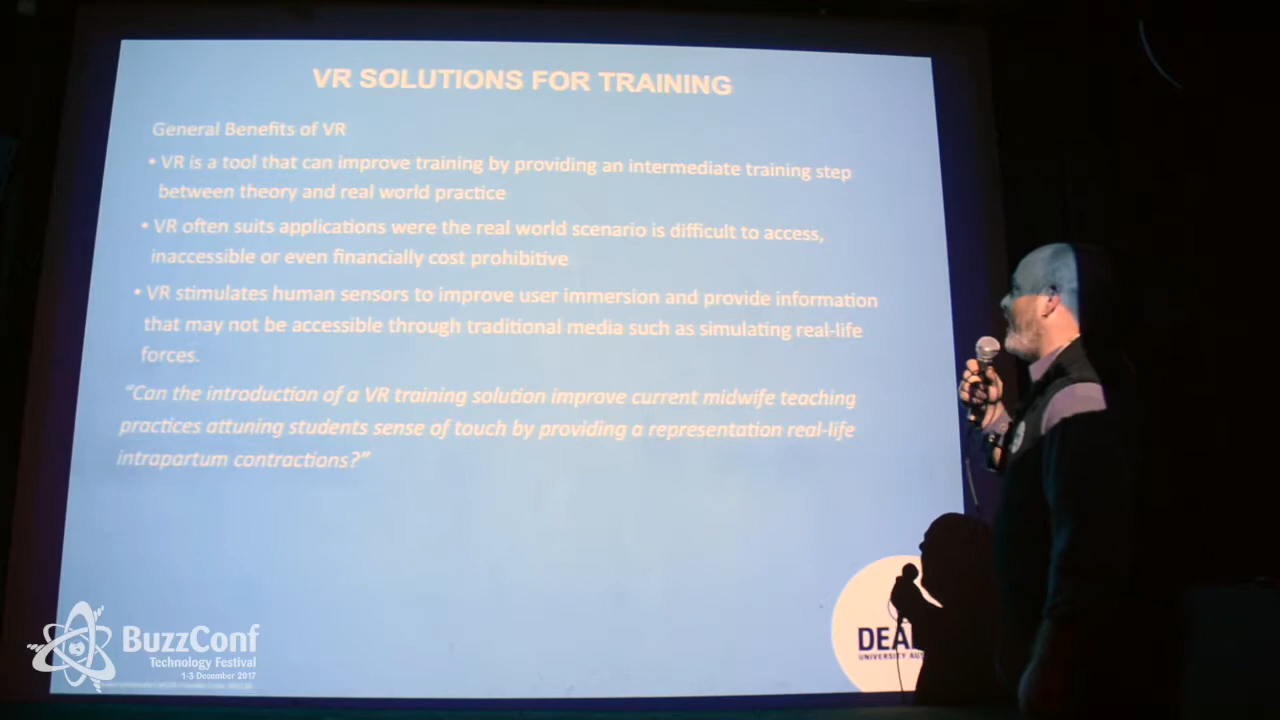 VR SOLUTIONS FOR TRAINING
General Benefits of VR
• VR is a tool that can improve training by providing an intermediate training step
between theory and real world practice
• VR often suits applications were the real world scenario is difficult to access,
inaccessible or even financially cost prohibitive
• VR stimulates human sensors to improve user immersion and provide information
that may not be accessible through traditional media such as simulating real-life
forces.
“Can the introduction of a VR training solution improve current midwife teaching
practices attuning students sense of touch by providing a representation real-life
intrapartum contractions?”
BuzzConf
Technology Festival
1-3 December 2017
DEA
UNIVERSITY AU